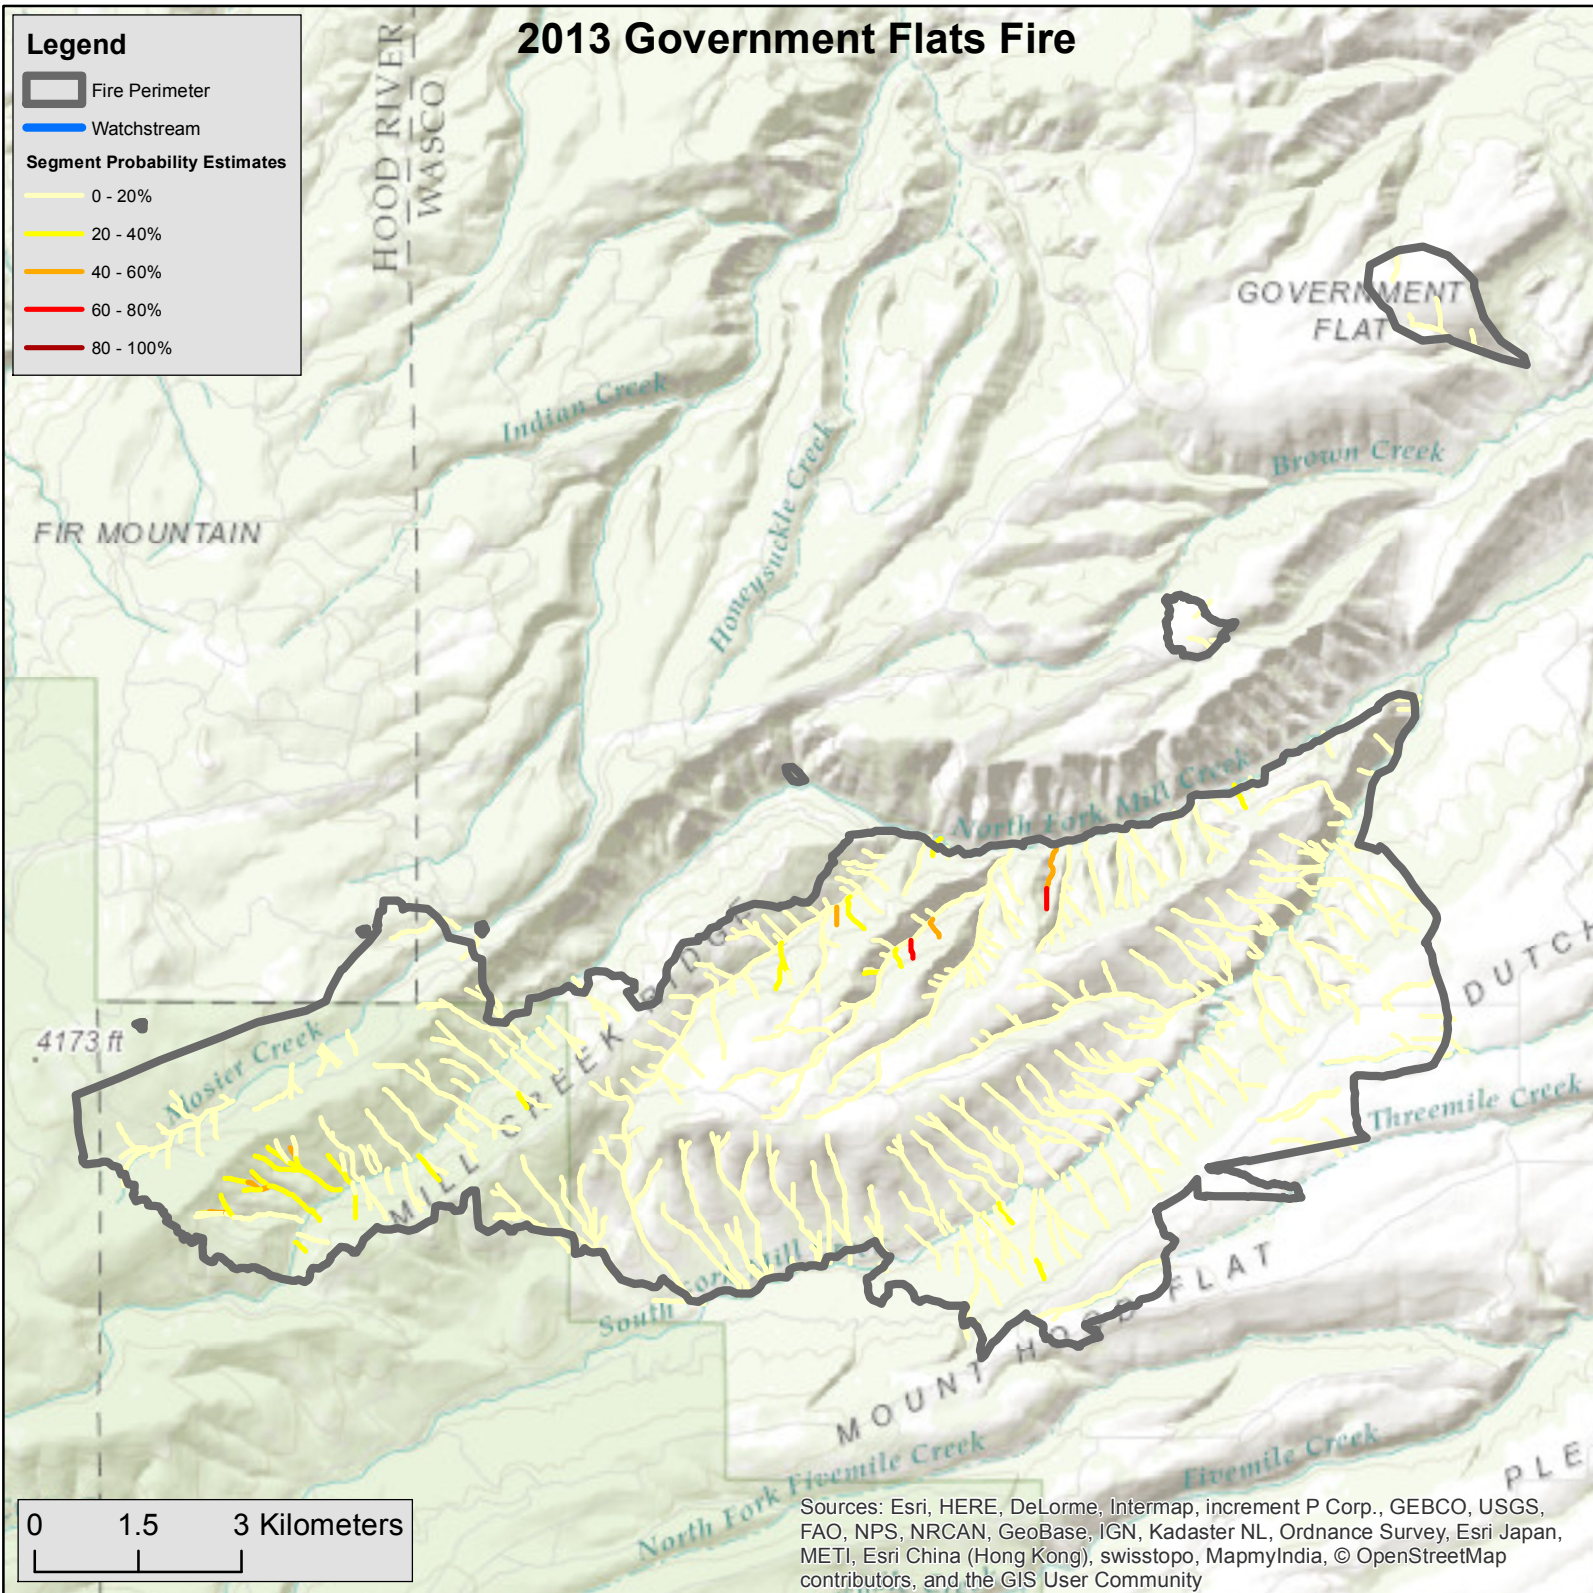 2013 Government Flats Fire
Legend
Fire Perimeter
Watchstream
Segment Probability Estimates
0 - 20%
20 - 40%
40 - 60%
60 - 80%
80 - 100%
HOOD RIVER
WASCO
GOVERNMENT
FLAT
Indian Creek
Honeysuckle Creek
Brown Creek
FIR MOUNTAIN
North Fork Mill Creek
DUTCH
4173 ft
Mosier Creek
MILL CREEK RIDGE
Threemile Creek
South Fork Mill
MOUNT HOOD FLAT
North Fork Fivemile Creek
Fivemile Creek
PLE
0 1.5 3 Kilometers
Sources: Esri, HERE, DeLorme, Intermap, increment P Corp., GEBCO, USGS,
FAO, NPS, NRCAN, GeoBase, IGN, Kadaster NL, Ordnance Survey, Esri Japan,
METI, Esri China (Hong Kong), swisstopo, MapmyIndia, © OpenStreetMap
contributors, and the GIS User Community